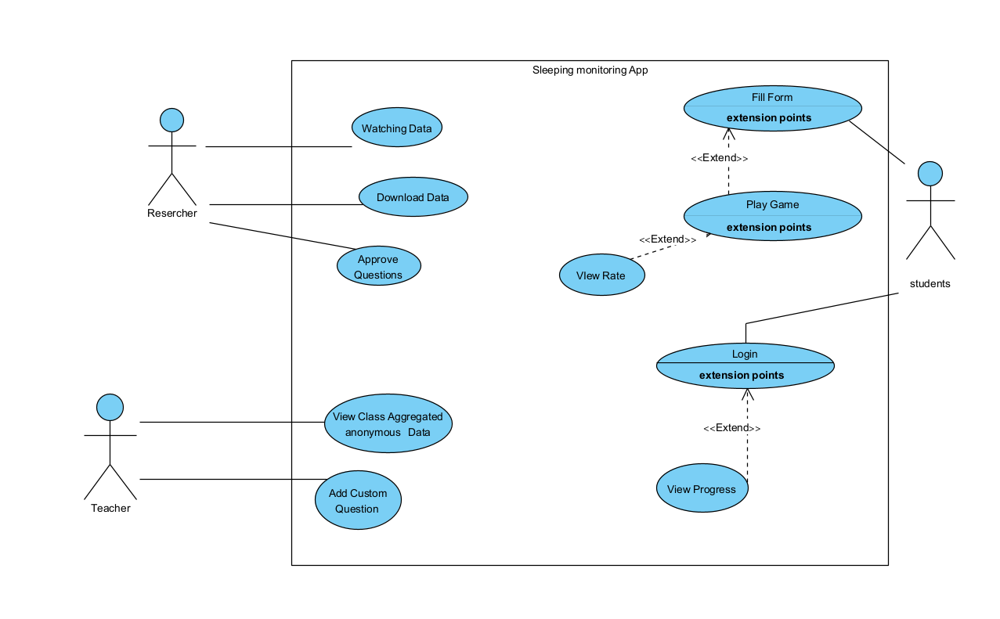 Sleeping monitoring App
Fill Form
extension points
Watching Data
<<Extend>>
Download Data
Play Game
extension points
Resercher
<<Extend>>
Approve
Questions
VIew Rate
students
Login
extension points
View Class Aggregated
anonymous Data
<<Extend>>
Add Custom
Question
View Progress
Teacher